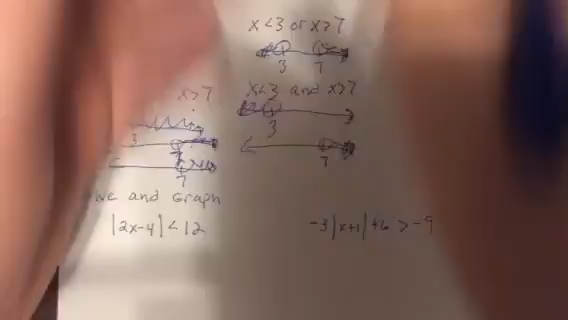 x < 3 or x > 7
3 7
x > 7
x < 3 and x > 7
3
3
7
7
7
and Graph
|2x-4| < 12
-3|x+1| +6 > -9